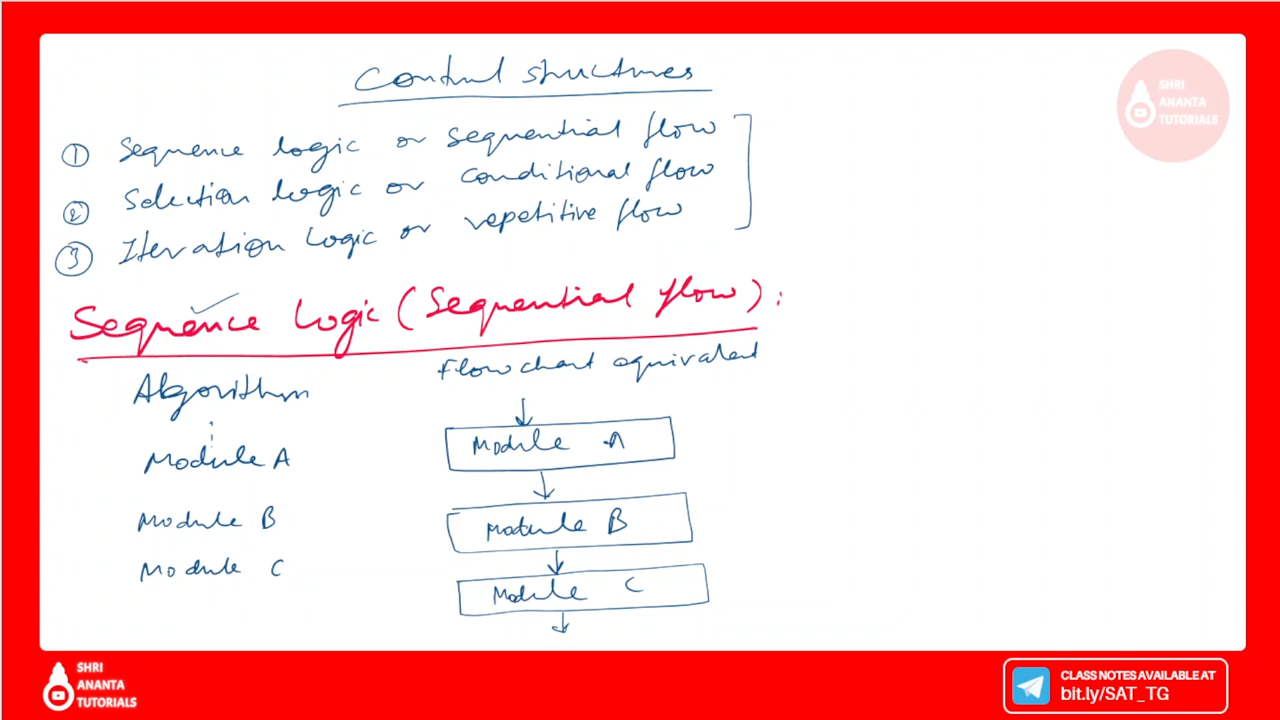 Control structures
SHRI
ANANTA
TUTORIALS
① Sequence logic or sequential flow
② Selection logic or conditional flow
③ Iteration logic or repetitive flow
Sequence logic (Sequential flow):
Algorithm
Flowchart equivalent
Module A
Module B
Module C
Module A
Module B
Module C
SHRI
ANANTA
TUTORIALS
CLASS NOTES AVAILABLE AT
bit.ly/SAT_TG